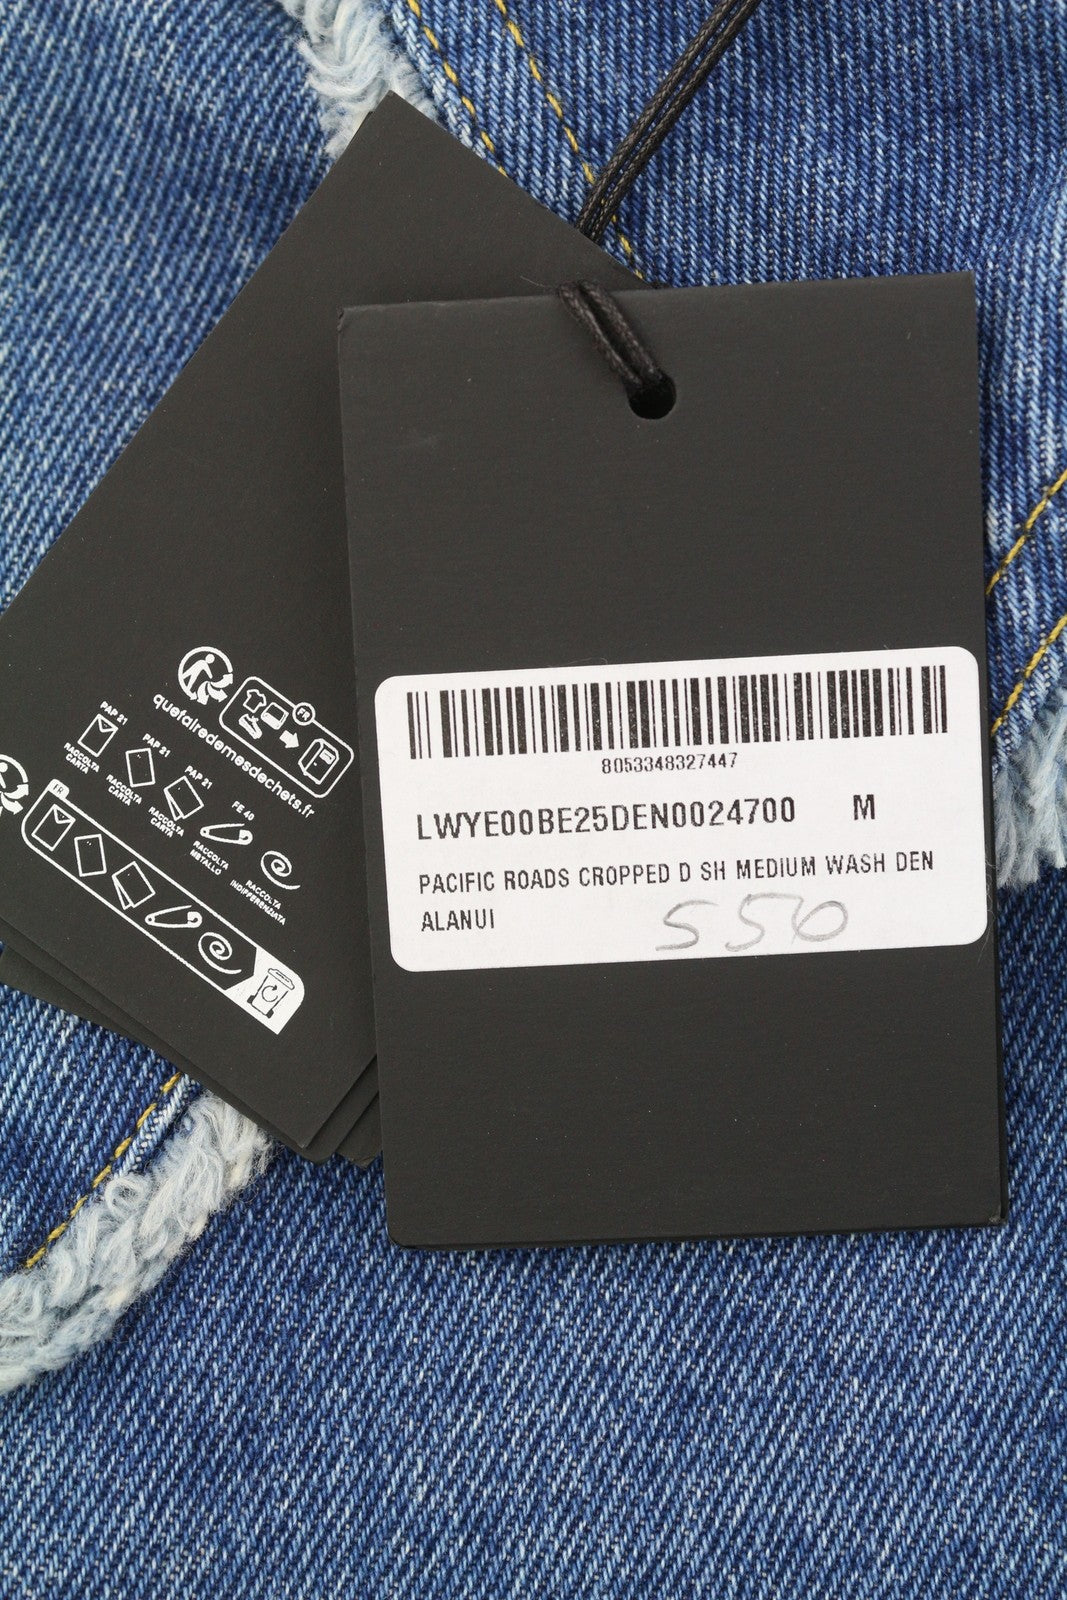 FR
quefairedemesdechets.fr
PAP 21
RACCOLTA
CARTA
PAP 21
RACCOLTA
CARTA
PAP 21
RACCOLTA
CARTA
FE 40
RACCOLTA
METALLO
RACCOLTA
INDIFFERENZIATA
FR
8053348327447
LWYE00BE25DEN0024700 M
PACIFIC ROADS CROPPED D SH MEDIUM WASH DEN
ALANUI
550